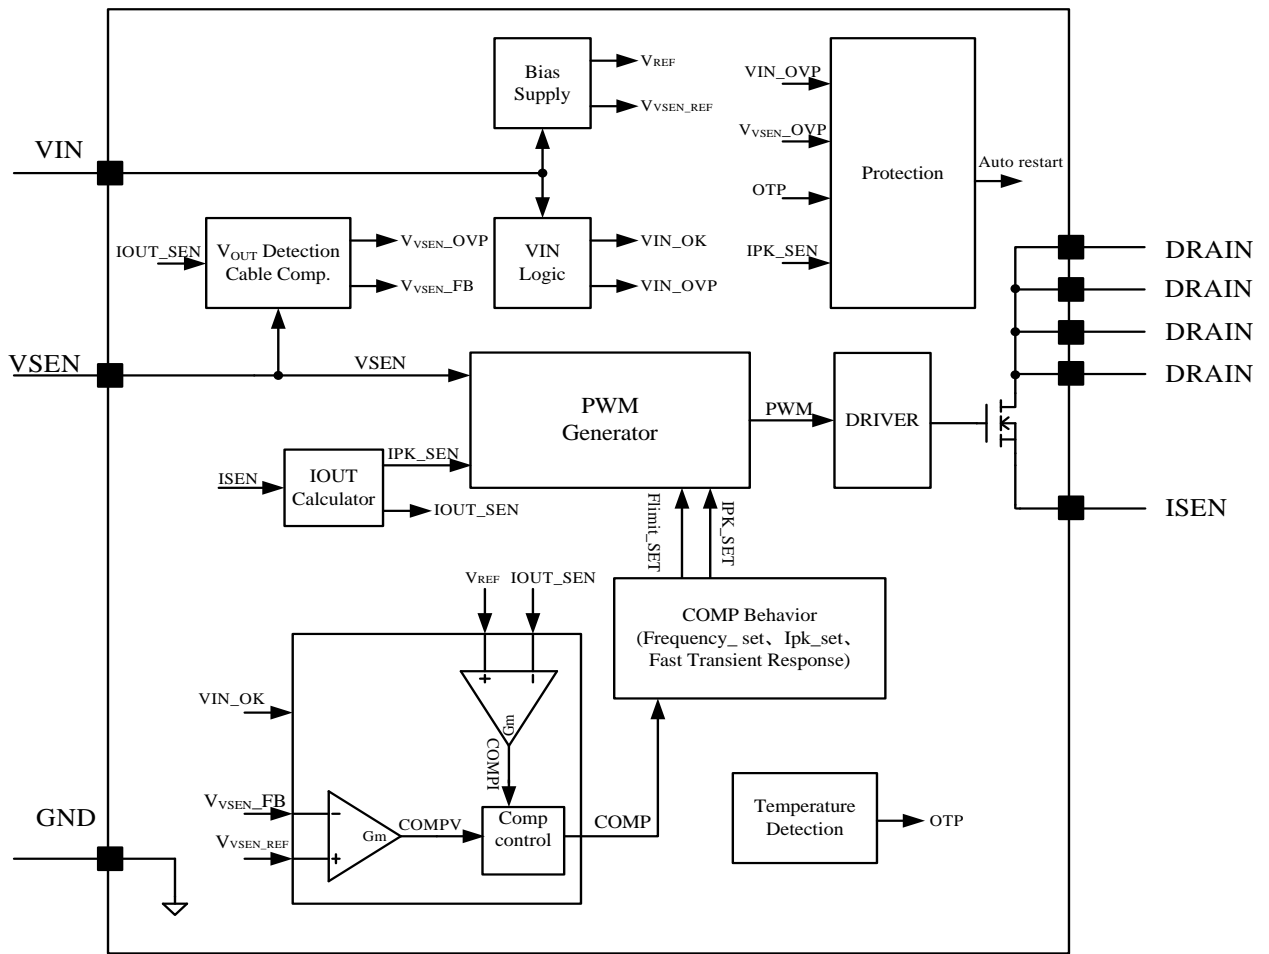 Bias
Supply
VREF
VVSEN_REF
VIN
VIN_OVP
VVSEN_OVP
OTP
IPK_SEN
Protection
Auto restart
IOUT_SEN
VOUT Detection
Cable Comp.
VVSEN_OVP
VVSEN_FB
VIN
Logic
VIN_OK
VIN_OVP
DRAIN
DRAIN
DRAIN
DRAIN
VSEN
VSEN
PWM
Generator
PWM
DRIVER
ISEN
IOUT
Calculator
IPK_SEN
IOUT_SEN
ISEN
Flimit_SET
IPK_SET
VREF
IOUT_SEN
COMP Behavior
(Frequency_ set、Ipk_set、
Fast Transient Response)
VIN_OK
+
−
Gm
COMPI
VVSEN_FB
VVSEN_REF
−
+
Gm
COMPV
Comp
control
COMP
Temperature
Detection
OTP
GND